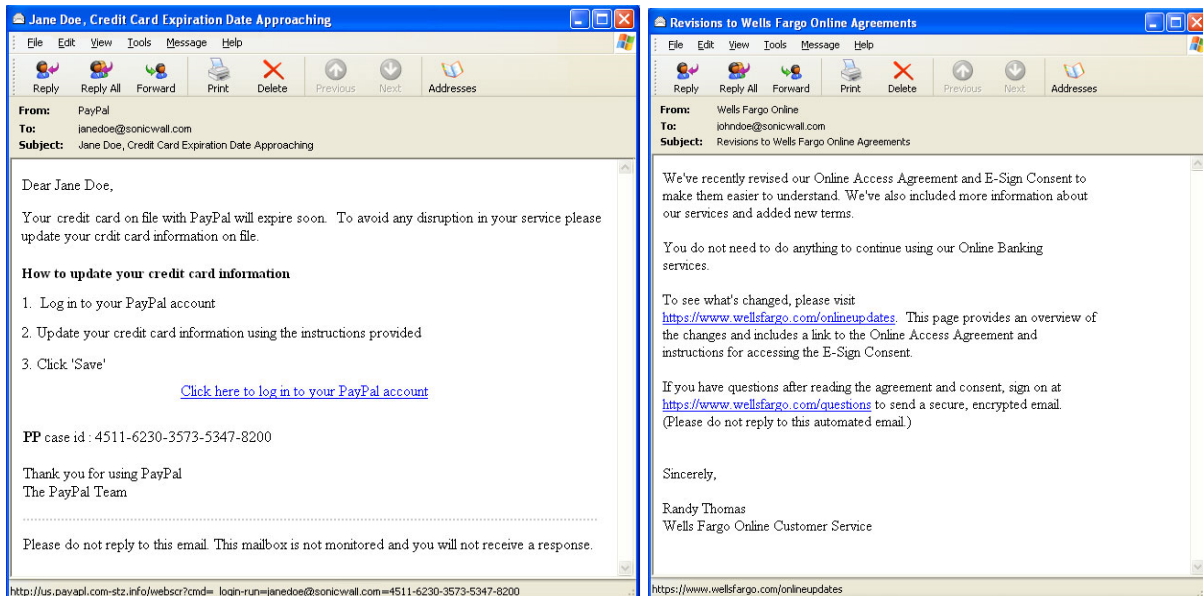 Jane Doe, Credit Card Expiration Date Approaching
File Edit View Tools Message Help
Reply Reply All Forward Print Delete Previous Next Addresses
From: PayPal
To: janedoe@sonicwall.com
Subject: Jane Doe, Credit Card Expiration Date Approaching
Dear Jane Doe,
Your credit card on file with PayPal will expire soon. To avoid any disruption in your service please
update your crdit card information on file.
How to update your credit card information
1. Log in to your PayPal account
2. Update your credit card information using the instructions provided
3. Click 'Save'
Click here to log in to your PayPal account
PP case id : 4511-6230-3573-5347-8200
Thank you for using PayPal
The PayPal Team
Please do not reply to this email. This mailbox is not monitored and you will not receive a response.
http://us.payapl.com-stz.info/webscr?cmd=_login-run=janedoe@sonicwall.com=4511-6230-3573-5347-8200
Revisions to Wells Fargo Online Agreements
File Edit View Tools Message Help
Reply Reply All Forward Print Delete Previous Next Addresses
From: Wells Fargo Online
To: johndoe@sonicwall.com
Subject: Revisions to Wells Fargo Online Agreements
We've recently revised our Online Access Agreement and E-Sign Consent to
make them easier to understand. We've also included more information about
our services and added new terms.
You do not need to do anything to continue using our Online Banking
services.
To see what's changed, please visit
https://www.wellsfargo.com/onlineupdates. This page provides an overview of
the changes and includes a link to the Online Access Agreement and
instructions for accessing the E-Sign Consent.
If you have questions after reading the agreement and consent, sign on at
https://www.wellsfargo.com/questions to send a secure, encrypted email.
(Please do not reply to this automated email.)
Sincerely,
Randy Thomas
Wells Fargo Online Customer Service
https://www.wellsfargo.com/onlineupdates